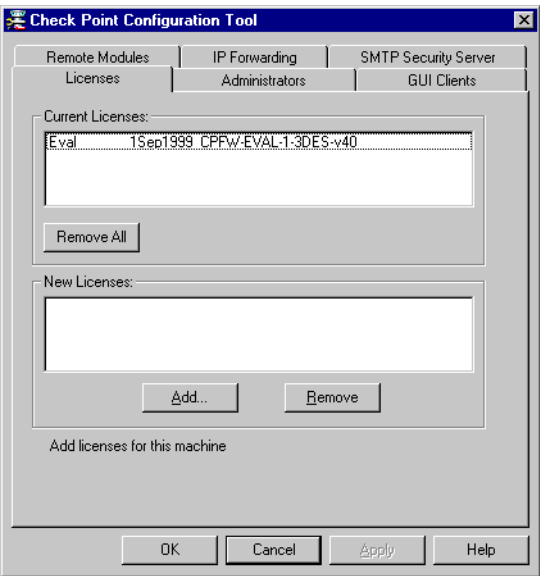 Check Point Configuration Tool
Remote Modules IP Forwarding SMTP Security Server
Licenses Administrators GUI Clients
Current Licenses:
Eval 1Sep1999 CPFW-EVAL-1-3DES-v40
Remove All
New Licenses:
Add... Remove
Add licenses for this machine
OK Cancel Apply Help